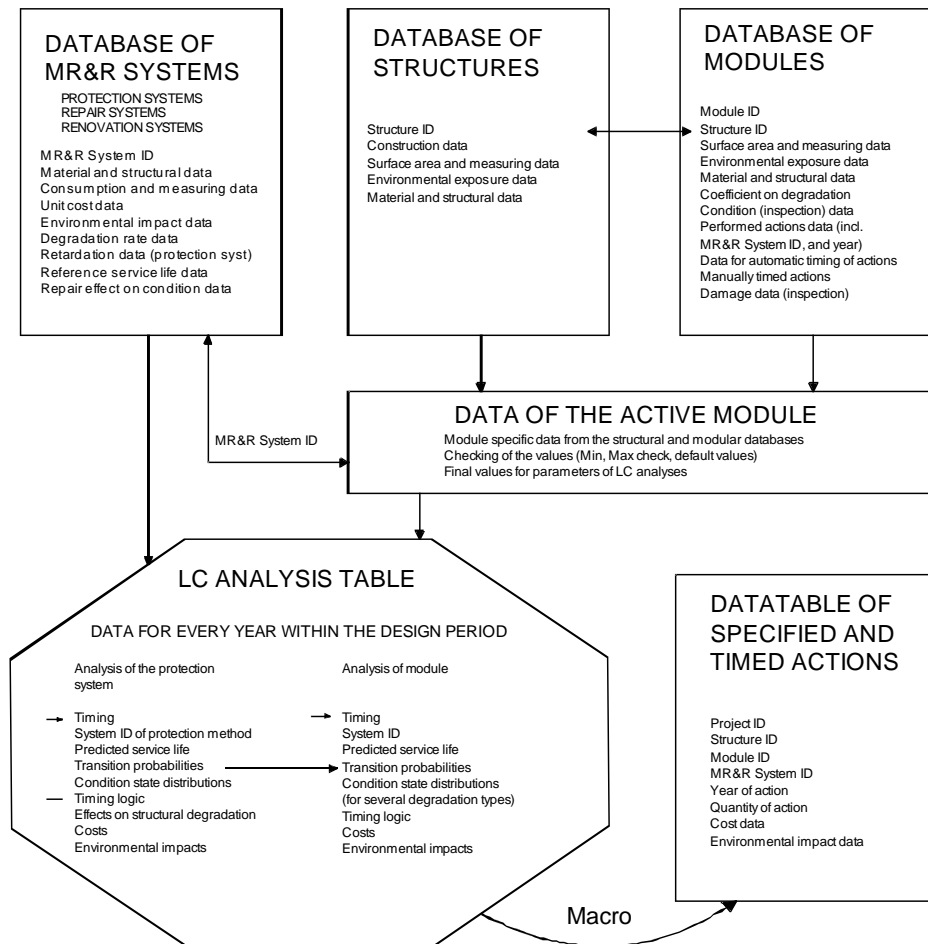 DATABASE OF
MR&R SYSTEMS
PROTECTION SYSTEMS
REPAIR SYSTEMS
RENOVATION SYSTEMS
MR&R System ID
Material and structural data
Consumption and measuring data
Unit cost data
Environmental impact data
Degradation rate data
Retardation data (protection syst)
Reference service life data
Repair effect on condition data
DATABASE OF
STRUCTURES
Structure ID
Construction data
Surface area and measuring data
Environmental exposure data
Material and structural data
DATABASE OF
MODULES
Module ID
Structure ID
Surface area and measuring data
Environmental exposure data
Material and structural data
Coefficient on degradation
Condition (inspection) data
Performed actions data (incl.
MR&R System ID, and year)
Data for automatic timing of actions
Manually timed actions
Damage data (inspection)
MR&R System ID
DATA OF THE ACTIVE MODULE
Module specific data from the structural and modular databases
Checking of the values (Min, Max check, default values)
Final values for parameters of LC analyses
LC ANALYSIS TABLE
DATA FOR EVERY YEAR WITHIN THE DESIGN PERIOD
Analysis of the protection
system
Timing
System ID of protection method
Predicted service life
Transition probabilities
Condition state distributions
Timing logic
Effects on structural degradation
Costs
Environmental impacts
Analysis of module
Timing
System ID
Predicted service life
Transition probabilities
Condition state distributions
(for several degradation types)
Timing logic
Costs
Environmental impacts
DATATABLE OF
SPECIFIED AND
TIMED ACTIONS
Project ID
Structure ID
Module ID
MR&R System ID
Year of action
Quantity of action
Cost data
Environmental impact data
Macro